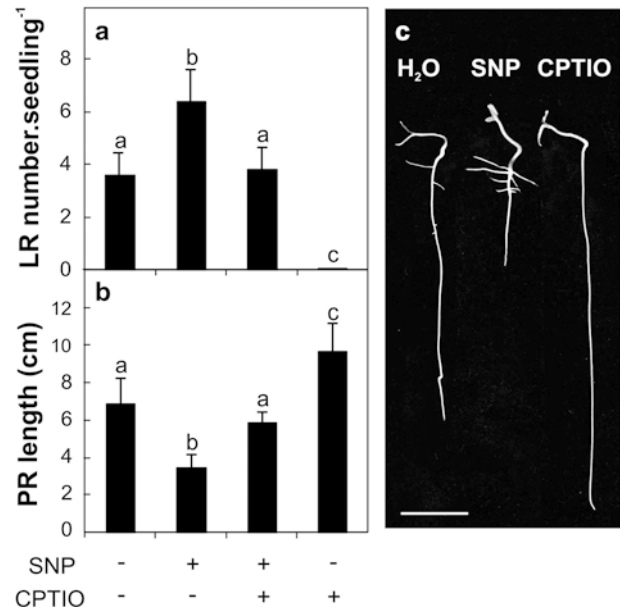 a
LR number.seedling⁻¹
8
6
4
2
0
a
b
a
c
b
PR length (cm)
12
10
8
6
4
2
0
a
b
a
c
SNP - + + -
CPTIO - - + +
c
H₂O SNP CPTIO